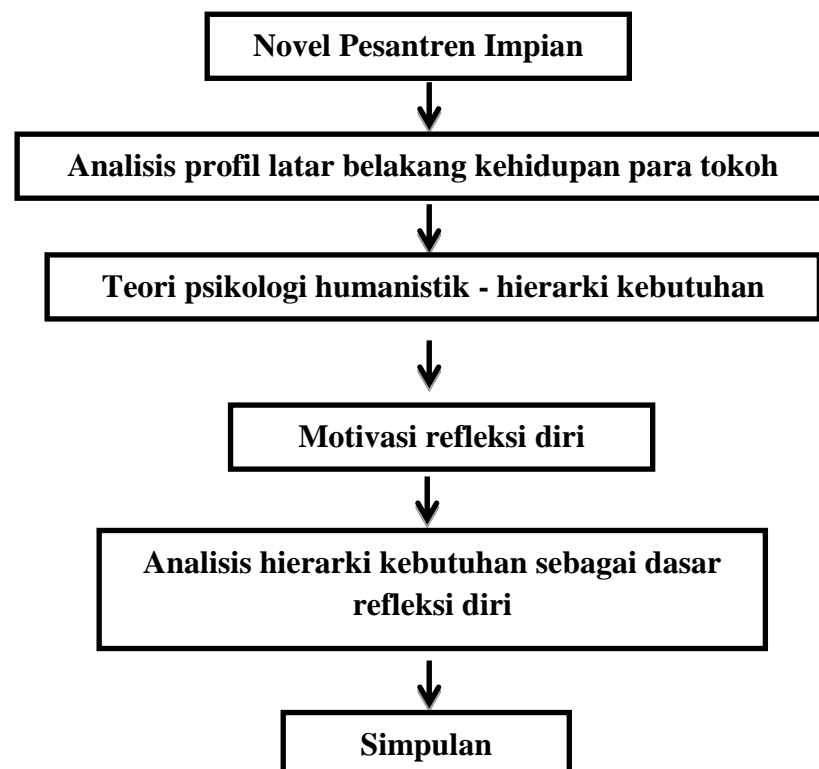 Novel Pesantren Impian
Analisis profil latar belakang kehidupan para tokoh
Teori psikologi humanistik - hierarki kebutuhan
Motivasi refleksi diri
Analisis hierarki kebutuhan sebagai dasar
refleksi diri
Simpulan